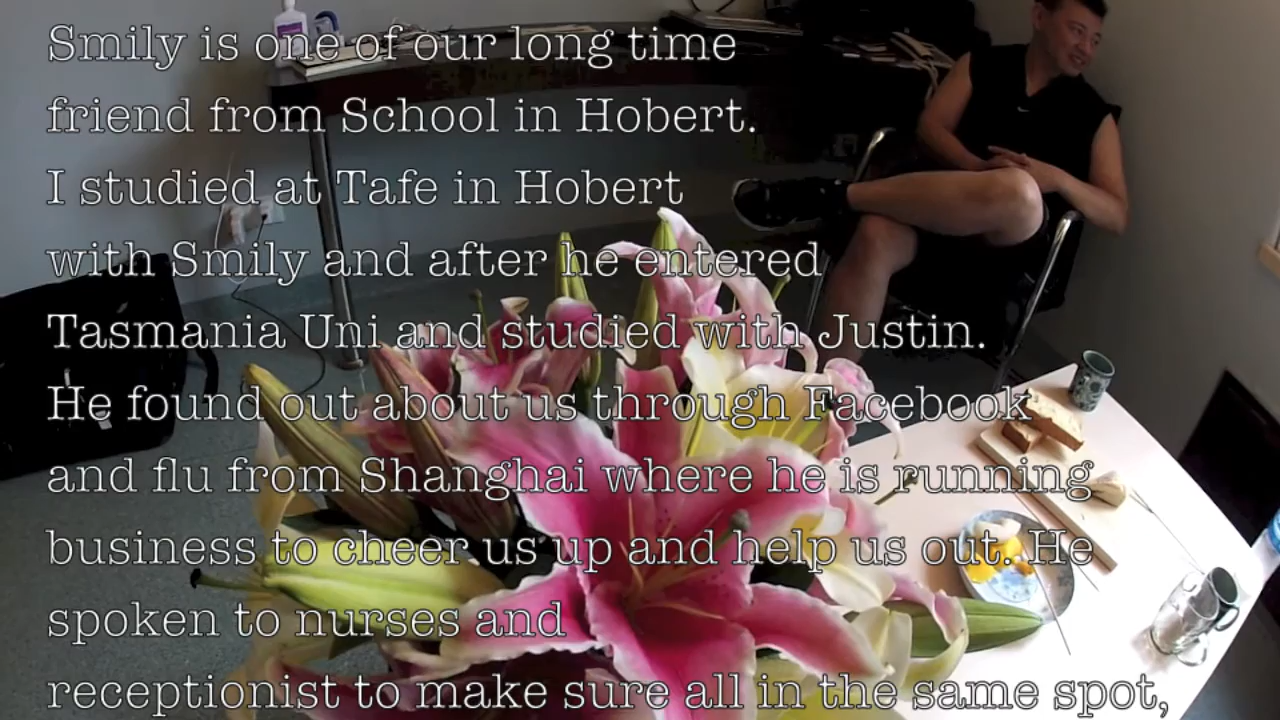 Smily is one of our long time
friend from School in Hobert.
I studied at Tafe in Hobert
with Smily and after he entered
Tasmania Uni and studied with Justin.
He found out about us through Facebook
and flu from Shanghai where he is running
business to cheer us up and help us out. He
spoken to nurses and
receptionist to make sure all in the same spot,